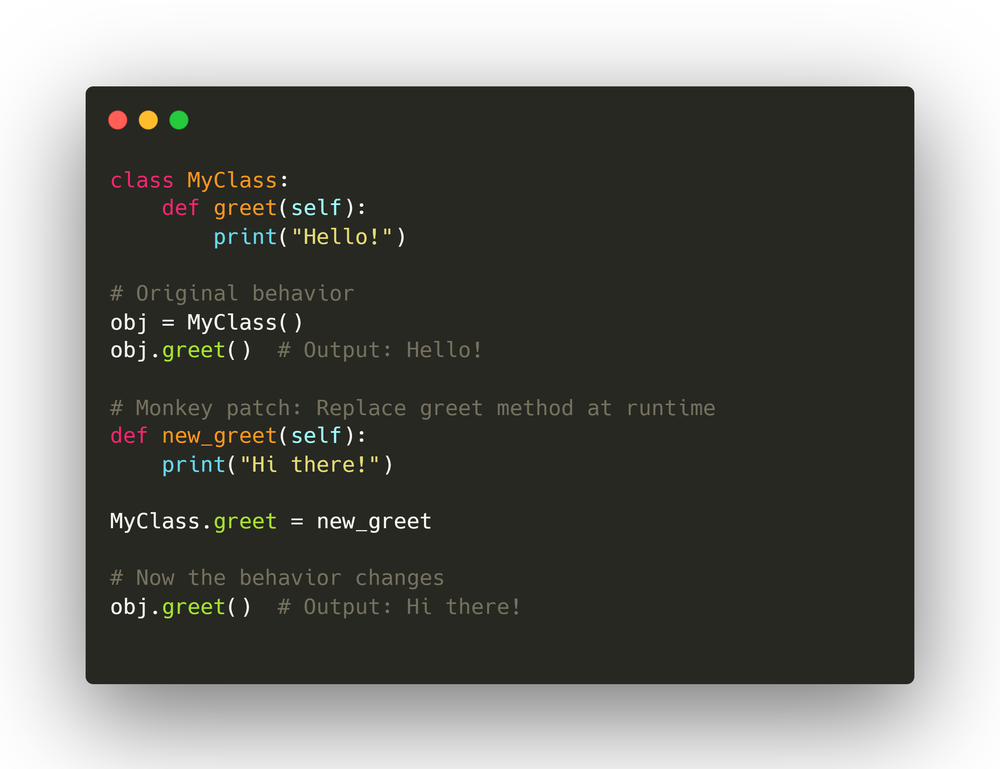 class MyClass:
    def greet(self):
        print("Hello!")

# Original behavior
obj = MyClass()
obj.greet()  # Output: Hello!

# Monkey patch: Replace greet method at runtime
def new_greet(self):
    print("Hi there!")

MyClass.greet = new_greet

# Now the behavior changes
obj.greet()  # Output: Hi there!